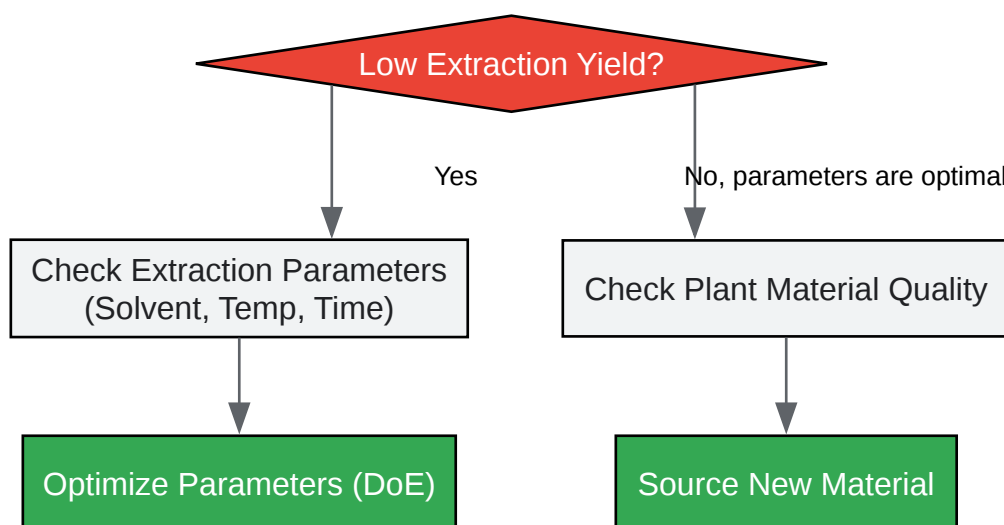 Low Extraction Yield?
Yes
No, parameters are optimal
Check Extraction Parameters
(Solvent, Temp, Time)
Check Plant Material Quality
Optimize Parameters (DoE)
Source New Material